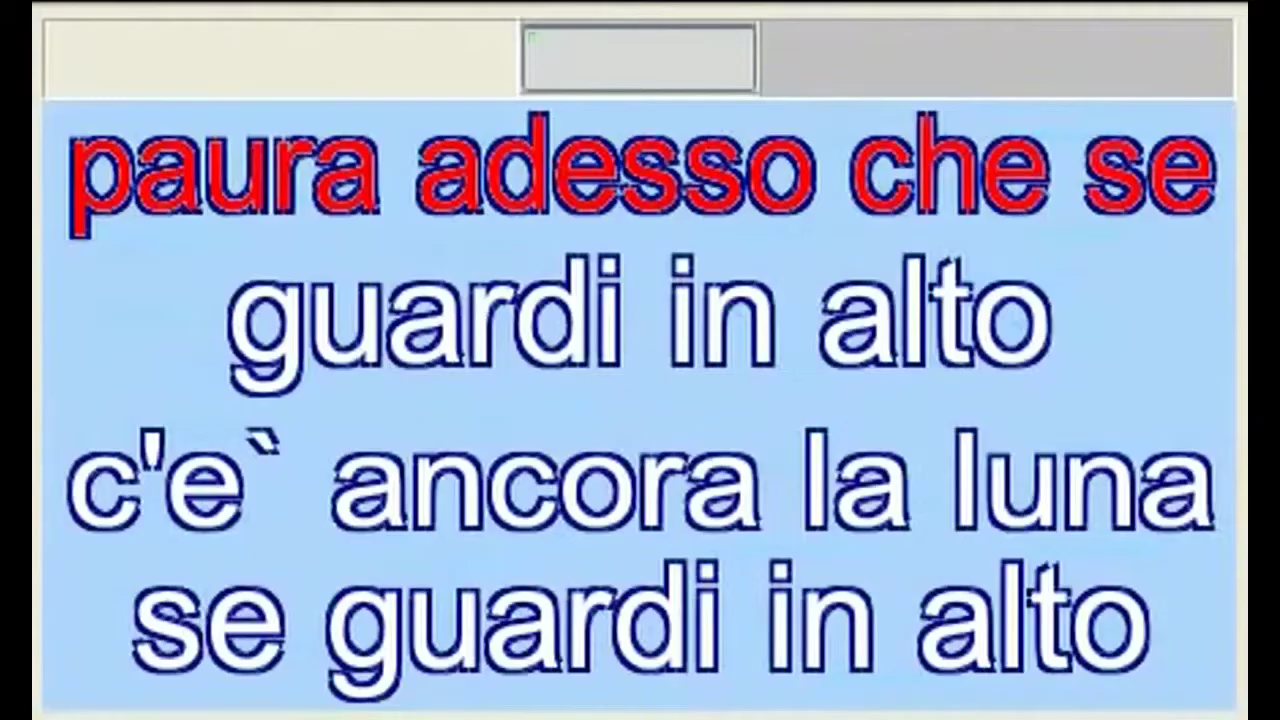 paura adesso che se
guardi in alto
c'e` ancora la luna
se guardi in alto